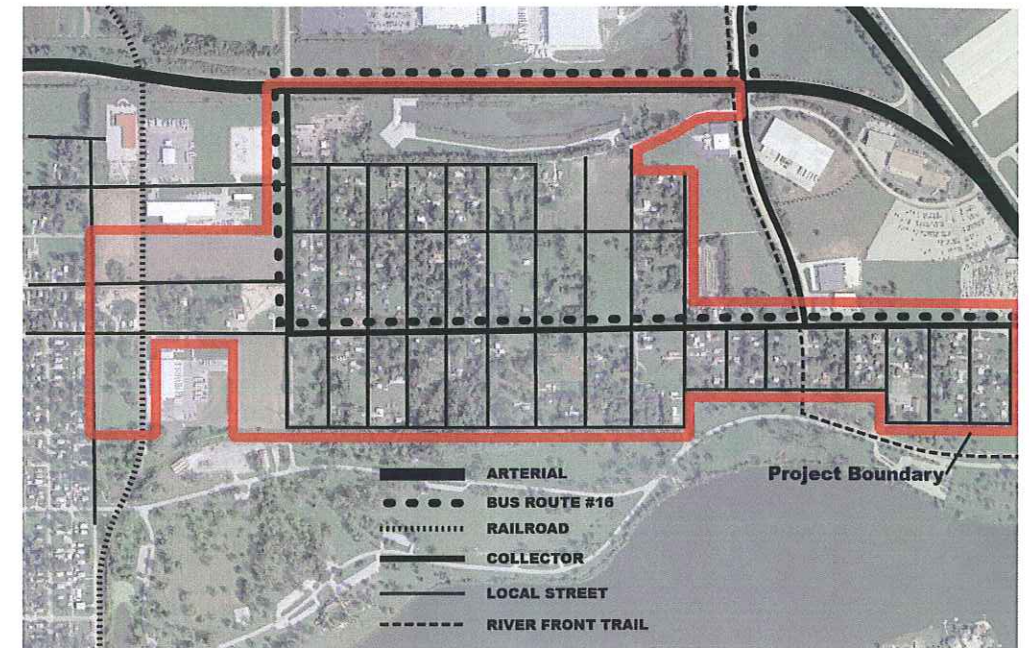 ARTERIAL
Project Boundary
BUS ROUTE #16
RAILROAD
COLLECTOR
LOCAL STREET
RIVER FRONT TRAIL